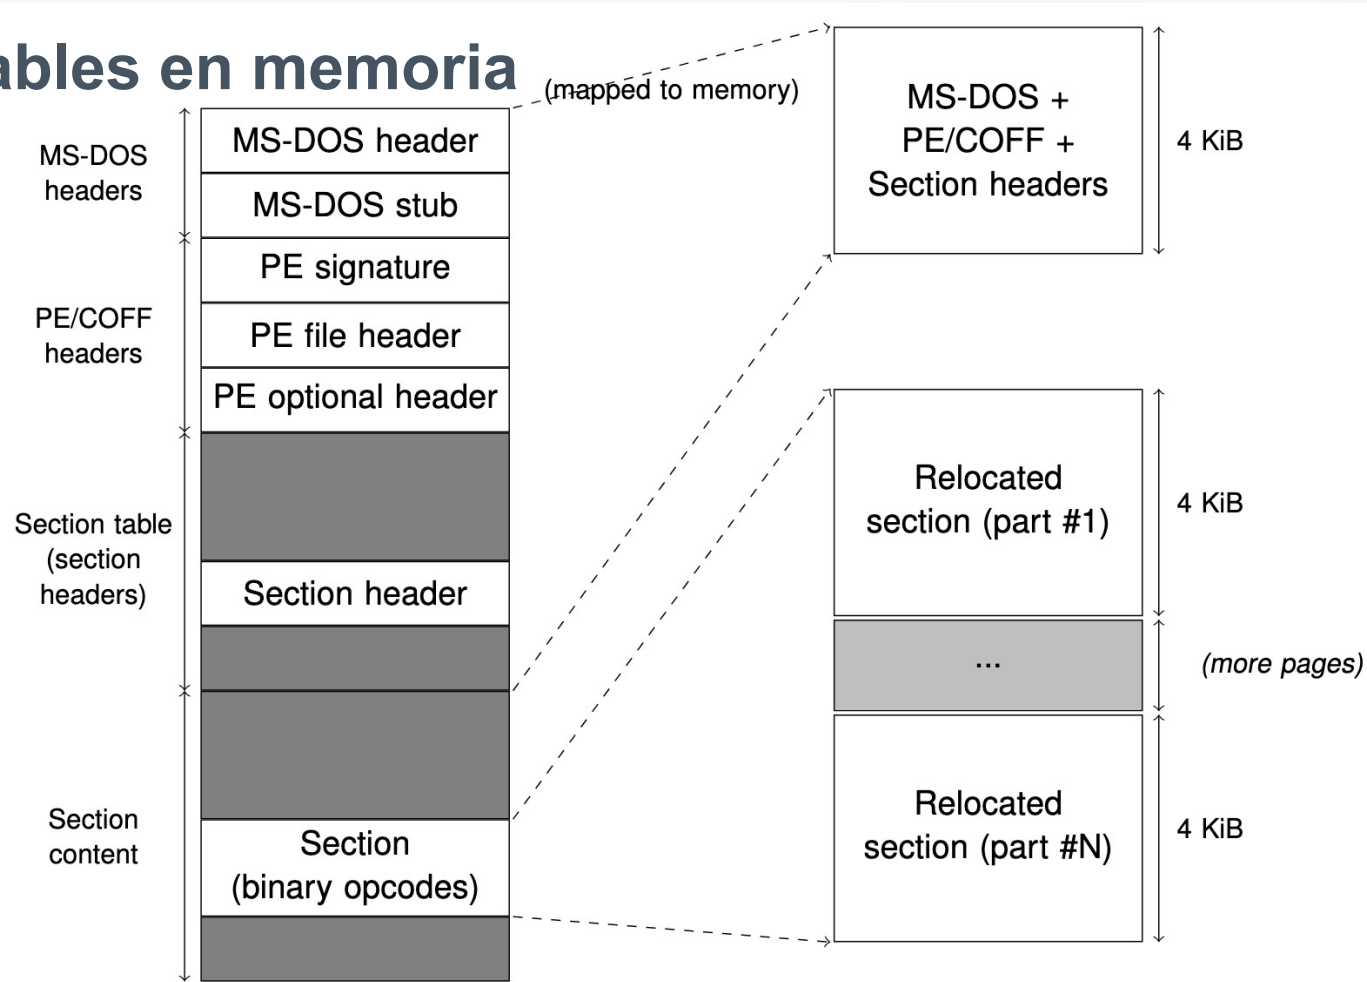 ables en memoria
(mapped to memory)
MS-DOS
headers
MS-DOS header
MS-DOS stub
PE/COFF
headers
PE signature
PE file header
PE optional header
Section table
(section
headers)
Section header
Section
content
Section
(binary opcodes)
MS-DOS +
PE/COFF +
Section headers
4 KiB
Relocated
section (part #1)
4 KiB
...
(more pages)
Relocated
section (part #N)
4 KiB